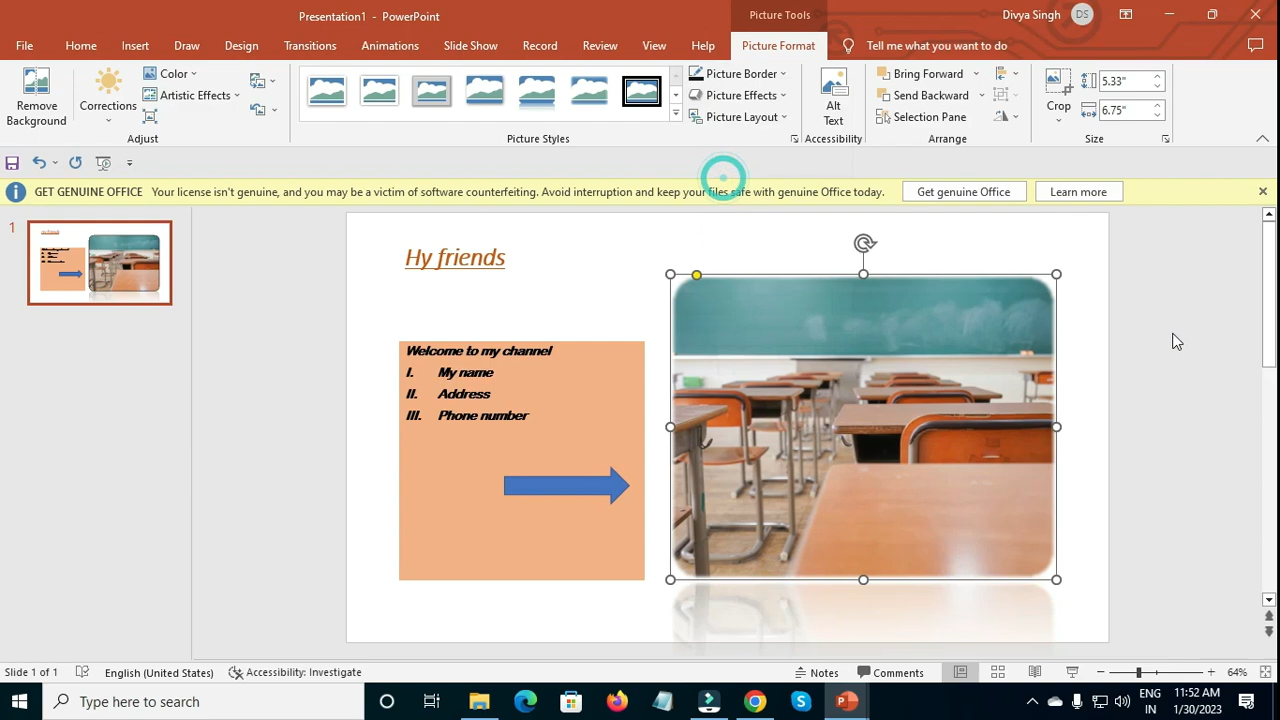 Presentation1 - PowerPoint
Picture Tools
Divya Singh
DS
File
Home
Insert
Draw
Design
Transitions
Animations
Slide Show
Record
Review
View
Help
Picture Format
Tell me what you want to do
Remove Background
Corrections
Color
Artistic Effects
Adjust
Picture Styles
Picture Border
Picture Effects
Picture Layout
Alt Text
Accessibility
Bring Forward
Send Backward
Selection Pane
Arrange
Crop
5.33"
6.75"
Size
GET GENUINE OFFICE Your license isn't genuine, and you may be a victim of software counterfeiting. Avoid interruption and keep your files safe with genuine Office today.
Get genuine Office
Learn more
1
Hy friends
Welcome to my channel
I. My name
II. Address
III. Phone number
Slide 1 of 1
English (United States)
Accessibility: Investigate
Notes
Comments
64%
Type here to search
ENG
IN
11:52 AM
1/30/2023